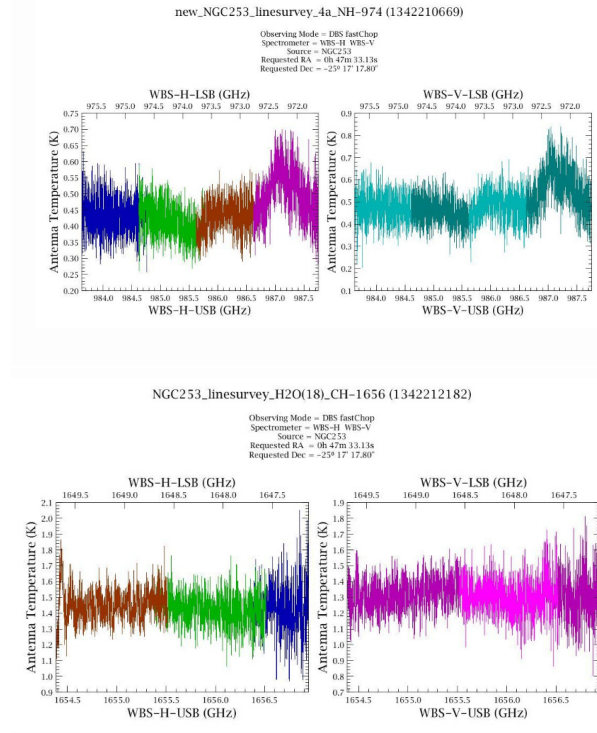 new_NGC253_linesurvey_4a_NH-974 (1342210669)
Observing Mode = DBS fastChop
Spectrometer = WBS-H WBS-V
Source = NGC253
Requested RA = 0h 47m 33.13s
Requested Dec = -25º 17' 17.80"
WBS-H-LSB (GHz)
975.5 975.0 974.5 974.0 973.5 973.0 972.5 972.0
Antenna Temperature (K)
0.75
0.70
0.65
0.60
0.55
0.50
0.45
0.40
0.35
0.30
0.25
0.20
984.0 984.5 985.0 985.5 986.0 986.5 987.0 987.5
WBS-H-USB (GHz)
WBS-V-LSB (GHz)
975.5 975.0 974.5 974.0 973.5 973.0 972.5 972.0
Antenna Temperature (K)
0.9
0.8
0.7
0.6
0.5
0.4
0.3
0.2
0.1
984.0 984.5 985.0 985.5 986.0 986.5 987.0 987.5
WBS-V-USB (GHz)
NGC253_linesurvey_H2O(18)_CH-1656 (1342212182)
Observing Mode = DBS fastChop
Spectrometer = WBS-H WBS-V
Source = NGC253
Requested RA = 0h 47m 33.13s
Requested Dec = -25º 17' 17.80"
WBS-H-LSB (GHz)
1649.5 1649.0 1648.5 1648.0 1647.5
Antenna Temperature (K)
2.1
2.0
1.9
1.8
1.7
1.6
1.5
1.4
1.3
1.2
1.1
1.0
0.9
1654.5 1655.0 1655.5 1656.0 1656.5
WBS-H-USB (GHz)
WBS-V-LSB (GHz)
1649.5 1649.0 1648.5 1648.0 1647.5
Antenna Temperature (K)
1.9
1.8
1.7
1.6
1.5
1.4
1.3
1.2
1.1
1.0
0.9
0.8
0.7
1654.5 1655.0 1655.5 1656.0 1656.5
WBS-V-USB (GHz)